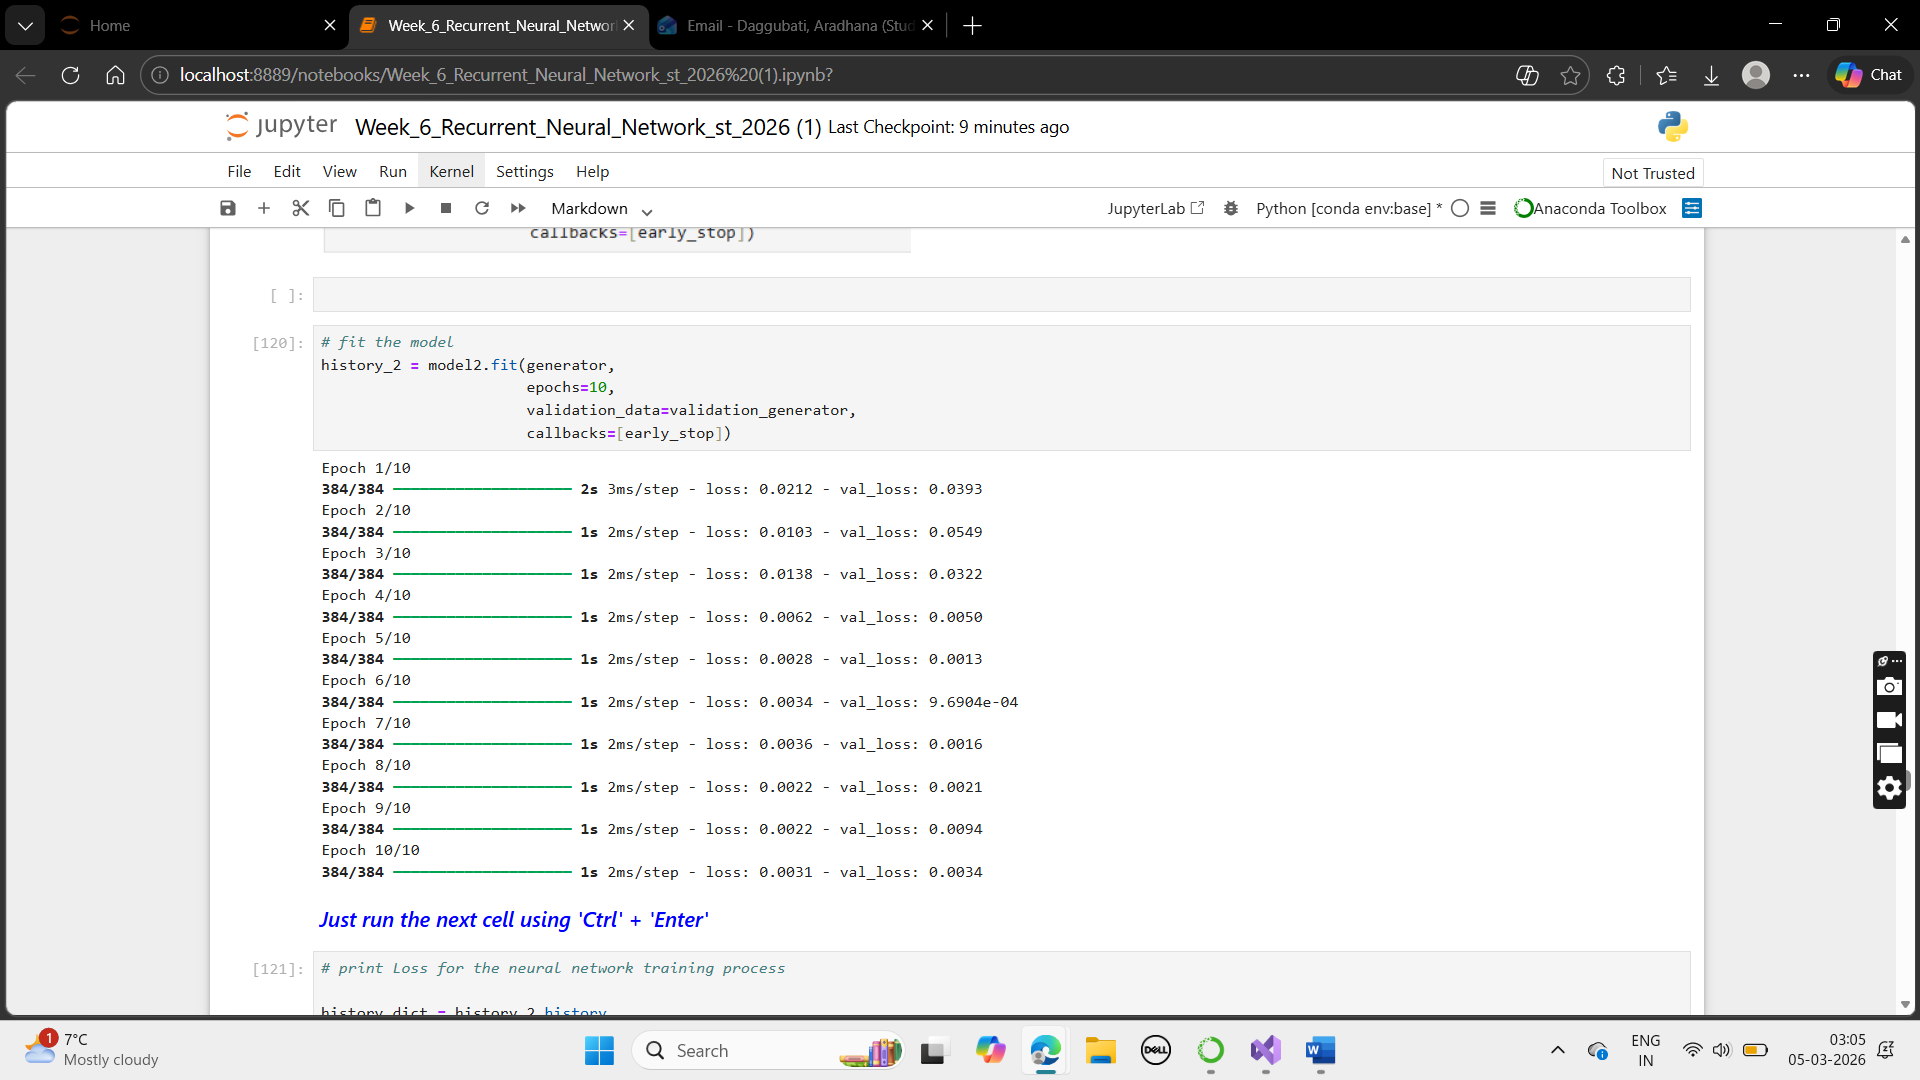 Home
Week_6_Recurrent_Neural_Networ
Email - Daggubati, Aradhana (Stud
localhost:8889/notebooks/Week_6_Recurrent_Neural_Network_st_2026%20(1).ipynb?
Chat
jupyter Week_6_Recurrent_Neural_Network_st_2026 (1) Last Checkpoint: 9 minutes ago
File Edit View Run Kernel Settings Help
Not Trusted
Markdown
JupyterLab
Python [conda env:base] *
Anaconda Toolbox
callbacks=[early_stop])
[ ]:
[120]:
# fit the model
history_2 = model2.fit(generator,
epochs=10,
validation_data=validation_generator,
callbacks=[early_stop])
Epoch 1/10
384/384 2s 3ms/step - loss: 0.0212 - val_loss: 0.0393
Epoch 2/10
384/384 1s 2ms/step - loss: 0.0103 - val_loss: 0.0549
Epoch 3/10
384/384 1s 2ms/step - loss: 0.0138 - val_loss: 0.0322
Epoch 4/10
384/384 1s 2ms/step - loss: 0.0062 - val_loss: 0.0050
Epoch 5/10
384/384 1s 2ms/step - loss: 0.0028 - val_loss: 0.0013
Epoch 6/10
384/384 1s 2ms/step - loss: 0.0034 - val_loss: 9.6904e-04
Epoch 7/10
384/384 1s 2ms/step - loss: 0.0036 - val_loss: 0.0016
Epoch 8/10
384/384 1s 2ms/step - loss: 0.0022 - val_loss: 0.0021
Epoch 9/10
384/384 1s 2ms/step - loss: 0.0022 - val_loss: 0.0094
Epoch 10/10
384/384 1s 2ms/step - loss: 0.0031 - val_loss: 0.0034
Just run the next cell using 'Ctrl' + 'Enter'
[121]:
# print Loss for the neural network training process
history_dict = history_2.history
1
7°C
Mostly cloudy
Search
DELL
W
ENG
IN
03:05
05-03-2026